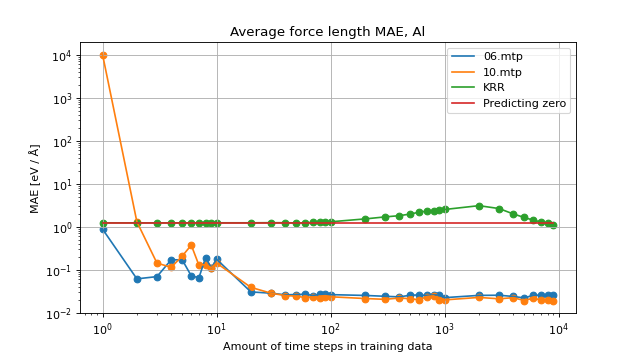 Average force length MAE, Al
MAE [eV / Å]
10⁴
10³
10²
10¹
10⁰
10⁻¹
10⁻²
06.mtp
10.mtp
KRR
Predicting zero
10⁰ 10¹ 10² 10³ 10⁴
Amount of time steps in training data